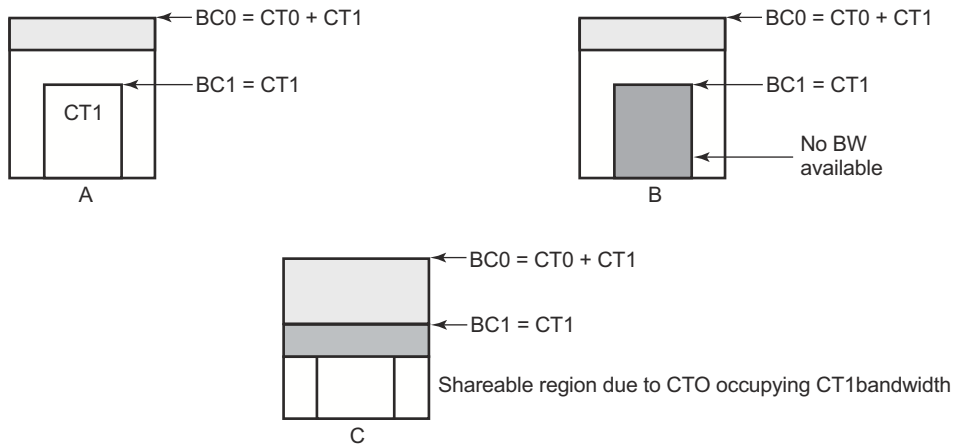 BC0 = CT0 + CT1
BC0 = CT0 + CT1
BC1 = CT1
BC1 = CT1
CT1
No BW
available
A
B
BC0 = CT0 + CT1
BC1 = CT1
Shareable region due to CTO occupying CT1bandwidth
C